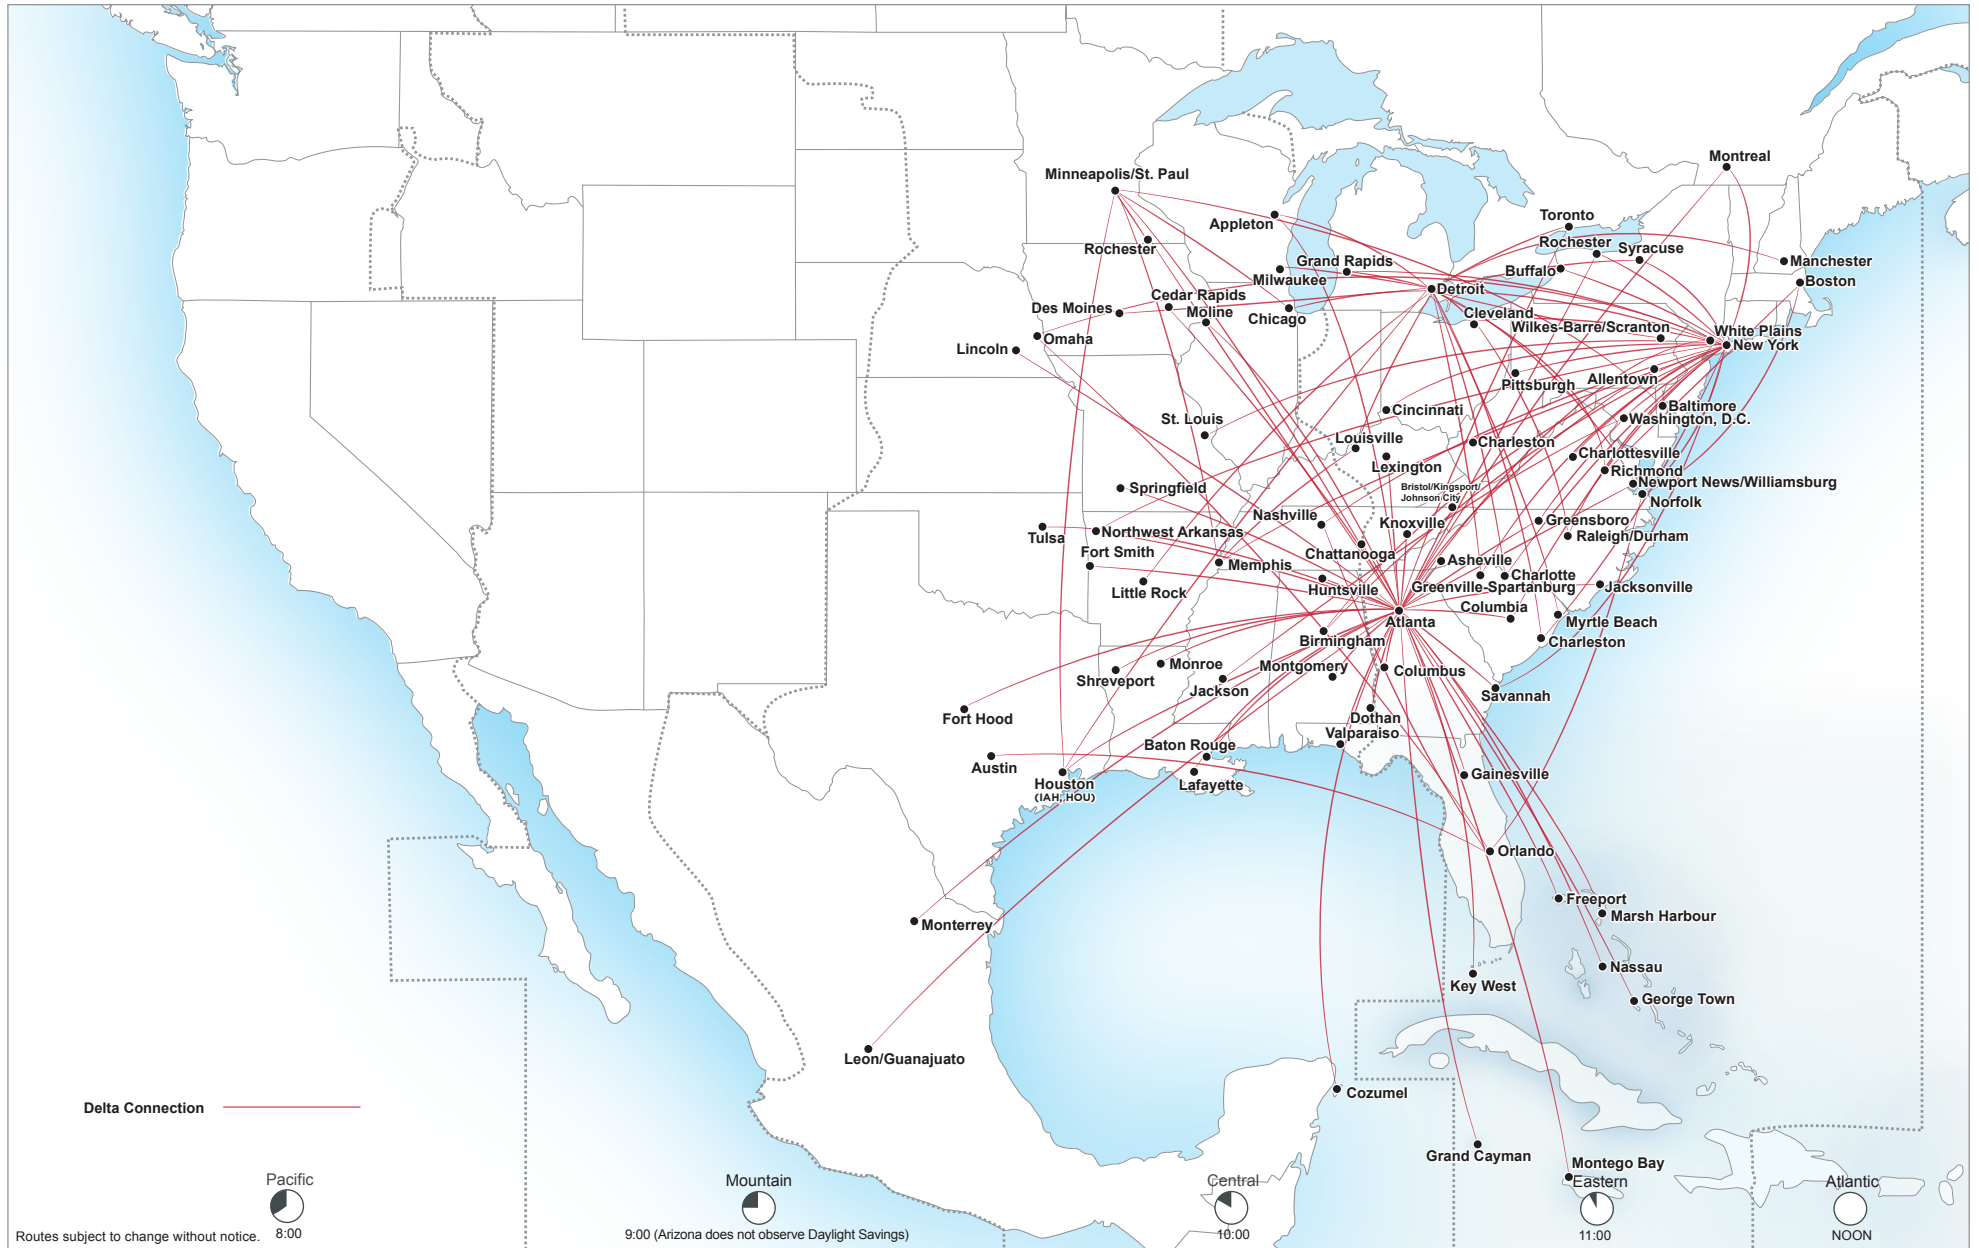 Montreal
Minneapolis/St. Paul
Toronto
Appleton
Rochester
Rochester
Syracuse
Grand Rapids
Manchester
Buffalo
Milwaukee
Boston
Detroit
Cedar Rapids
Des Moines
Moline
Cleveland
Chicago
Wilkes-Barre/Scranton
White Plains
Omaha
New York
Lincoln
Allentown
Pittsburgh
Baltimore
Cincinnati
St. Louis
Washington, D.C.
Louisville
Charleston
Charlottesville
Lexington
Richmond
Newport News/Williamsburg
Springfield
Bristol/Kingsport/
Johnson City
Norfolk
Nashville
Knoxville
Greensboro
Tulsa
Northwest Arkansas
Raleigh/Durham
Fort Smith
Chattanooga
Asheville
Memphis
Charlotte
Little Rock
Huntsville
Greenville-Spartanburg
Jacksonville
Columbia
Atlanta
Myrtle Beach
Birmingham
Charleston
Monroe
Montgomery
Columbus
Shreveport
Jackson
Savannah
Fort Hood
Dothan
Valparaiso
Baton Rouge
Austin
Gainesville
Houston
(IAH, HOU)
Lafayette
Orlando
Freeport
Marsh Harbour
Monterrey
Nassau
Key West
George Town
Leon/Guanajuato
Cozumel
Delta Connection
Grand Cayman
Montego Bay
Pacific
Mountain
Central
Eastern
Atlantic
Routes subject to change without notice.
8:00
9:00 (Arizona does not observe Daylight Savings)
10:00
11:00
NOON